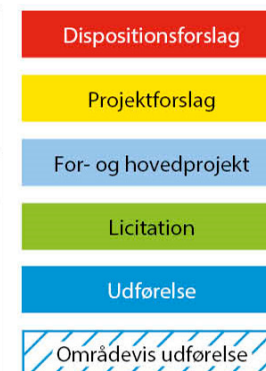 Dispositionsforslag
Projektforslag
For- og hovedprojekt
Licitation
Udførelse
Områdevis udførelse